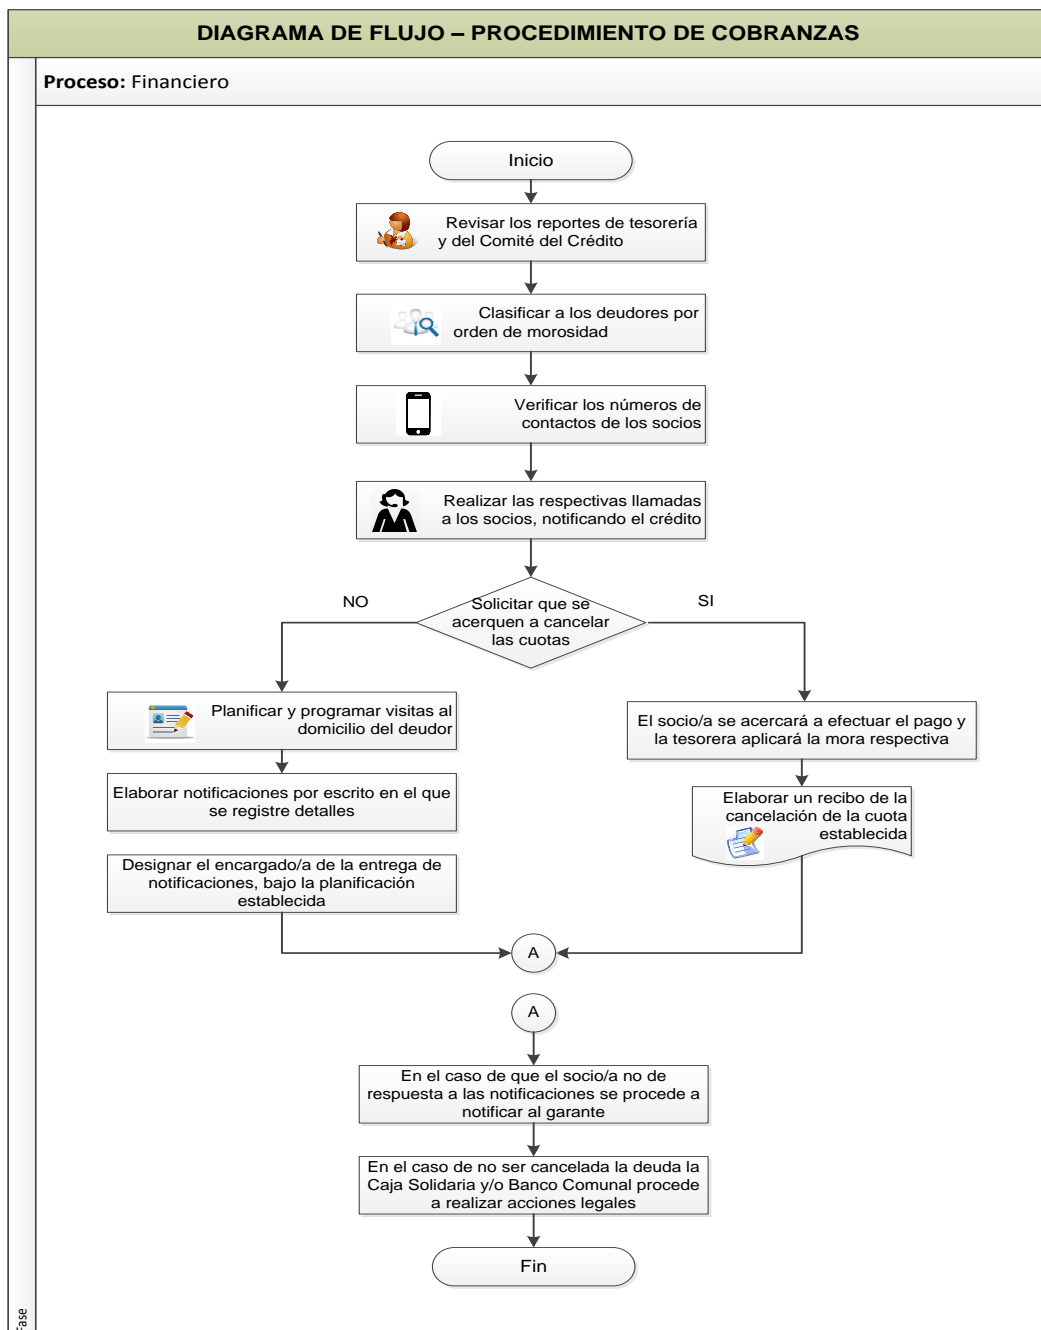 DIAGRAMA DE FLUJO – PROCEDIMIENTO DE COBRANZAS
Proceso: Financiero
Inicio
Revisar los reportes de tesorería
y del Comité del Crédito
Clasificar a los deudores por
orden de morosidad
Verificar los números de
contactos de los socios
Realizar las respectivas llamadas
a los socios, notificando el crédito
Solicitar que se
acerquen a cancelar
las cuotas
NO
SI
Planificar y programar visitas al
domicilio del deudor
Elaborar notificaciones por escrito en el que
se registre detalles
Designar el encargado/a de la entrega de
notificaciones, bajo la planificación
establecida
El socio/a se acercará a efectuar el pago y
la tesorera aplicará la mora respectiva
Elaborar un recibo de la
cancelación de la cuota
establecida
A
A
En el caso de que el socio/a no de
respuesta a las notificaciones se procede a
notificar al garante
En el caso de no ser cancelada la deuda la
Caja Solidaria y/o Banco Comunal procede
a realizar acciones legales
Fin
Fase